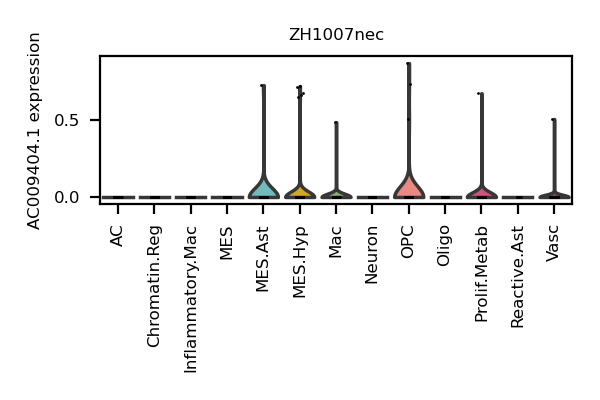 ZH1007nec
AC009404.1 expression
0.5
0.0
AC
Chromatin.Reg
Inflammatory.Mac
MES
MES.Ast
MES.Hyp
Mac
Neuron
OPC
Oligo
Prolif.Metab
Reactive.Ast
Vasc